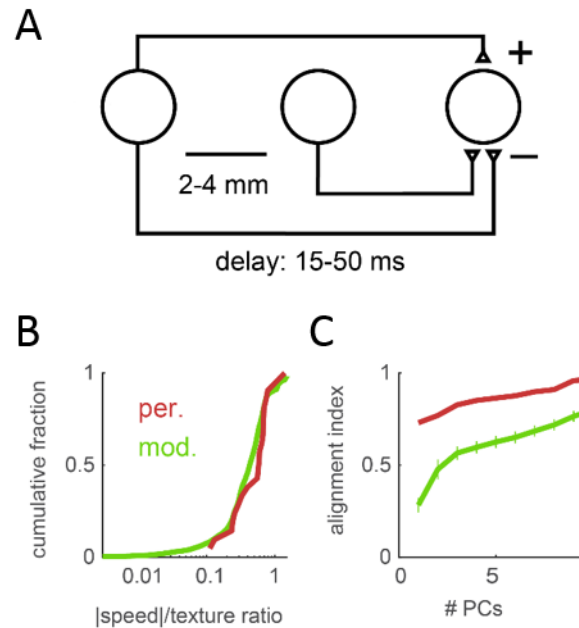 A
+
−
2-4 mm
delay: 15-50 ms
B
cumulative fraction
1
0.5
0
per.
mod.
0.01 0.1 1
|speed|/texture ratio
C
alignment index
1
0.5
0
0 5
# PCs